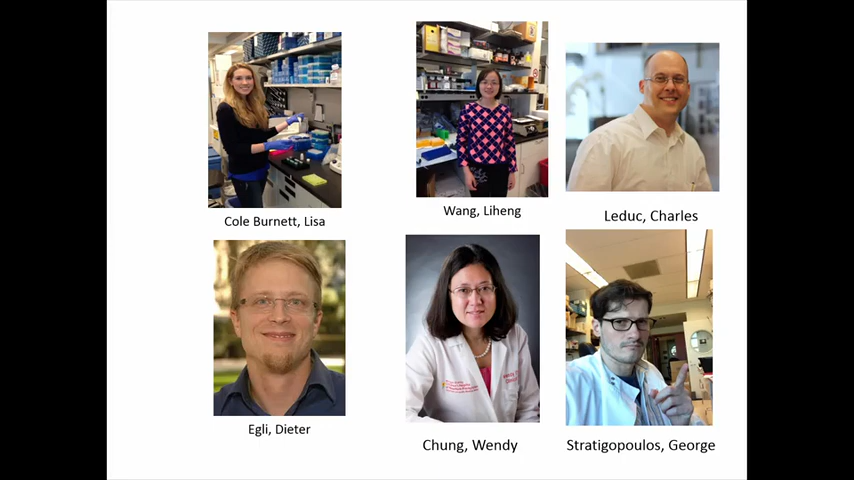 Cole Burnett, Lisa
Wang, Liheng
Leduc, Charles
Egli, Dieter
Chung, Wendy
Stratigopoulos, George